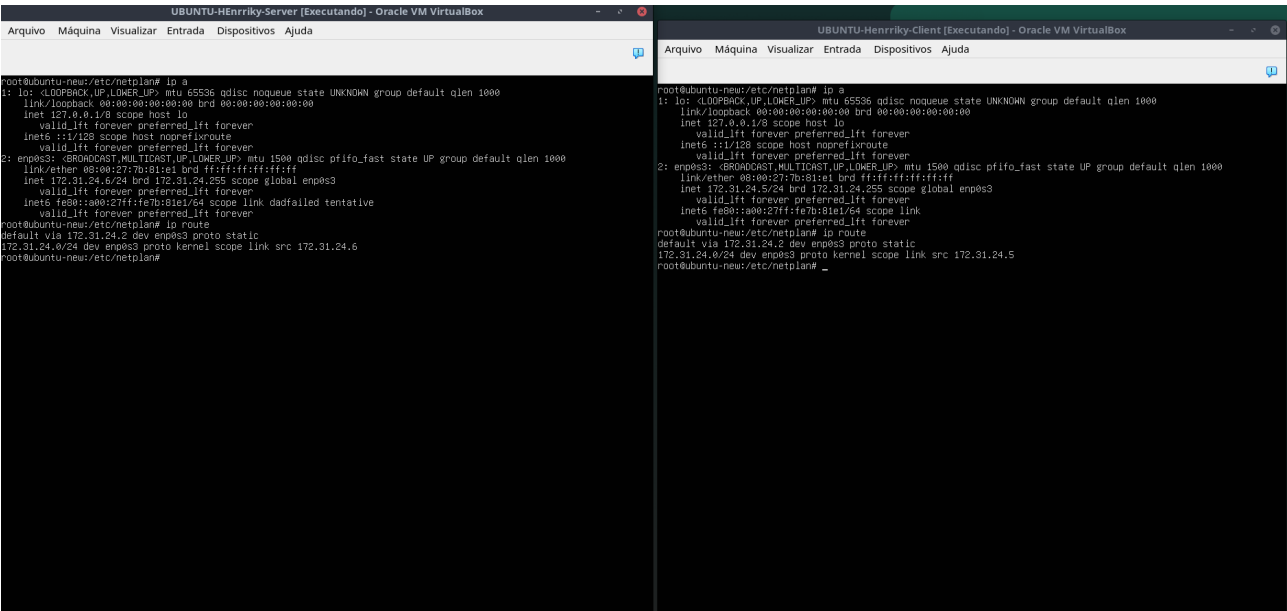 UBUNTU-HEnrriky-Server [Executando] - Oracle VM VirtualBox
Arquivo Máquina Visualizar Entrada Dispositivos Ajuda
root@ubuntu-new:/etc/netplan# ip a
1: lo: <LOOPBACK,UP,LOWER_UP> mtu 65536 qdisc noqueue state UNKNOWN group default qlen 1000
link/loopback 00:00:00:00:00:00 brd 00:00:00:00:00:00
inet 127.0.0.1/8 scope host lo
valid_lft forever preferred_lft forever
inet6 ::1/128 scope host noprefixroute
valid_lft forever preferred_lft forever
2: enp0s3: <BROADCAST,MULTICAST,UP,LOWER_UP> mtu 1500 qdisc pfifo_fast state UP group default qlen 1000
link/ether 08:00:27:7b:81:e1 brd ff:ff:ff:ff:ff:ff
inet 172.31.24.6/24 brd 172.31.24.255 scope global enp0s3
valid_lft forever preferred_lft forever
inet6 fe80::a00:27ff:fe7b:81e1/64 scope link dadfailed tentative
valid_lft forever preferred_lft forever
root@ubuntu-new:/etc/netplan# ip route
default via 172.31.24.2 dev enp0s3 proto static
172.31.24.0/24 dev enp0s3 proto kernel scope link src 172.31.24.6
root@ubuntu-new:/etc/netplan#
UBUNTU-Henrriky-Client [Executando] - Oracle VM VirtualBox
Arquivo Máquina Visualizar Entrada Dispositivos Ajuda
root@ubuntu-new:/etc/netplan# ip a
1: lo: <LOOPBACK,UP,LOWER_UP> mtu 65536 qdisc noqueue state UNKNOWN group default qlen 1000
link/loopback 00:00:00:00:00:00 brd 00:00:00:00:00:00
inet 127.0.0.1/8 scope host lo
valid_lft forever preferred_lft forever
inet6 ::1/128 scope host noprefixroute
valid_lft forever preferred_lft forever
2: enp0s3: <BROADCAST,MULTICAST,UP,LOWER_UP> mtu 1500 qdisc pfifo_fast state UP group default qlen 1000
link/ether 08:00:27:7b:81:e1 brd ff:ff:ff:ff:ff:ff
inet 172.31.24.5/24 brd 172.31.24.255 scope global enp0s3
valid_lft forever preferred_lft forever
inet6 fe80::a00:27ff:fe7b:81e1/64 scope link
valid_lft forever preferred_lft forever
root@ubuntu-new:/etc/netplan# ip route
default via 172.31.24.2 dev enp0s3 proto static
172.31.24.0/24 dev enp0s3 proto kernel scope link src 172.31.24.5
root@ubuntu-new:/etc/netplan# _